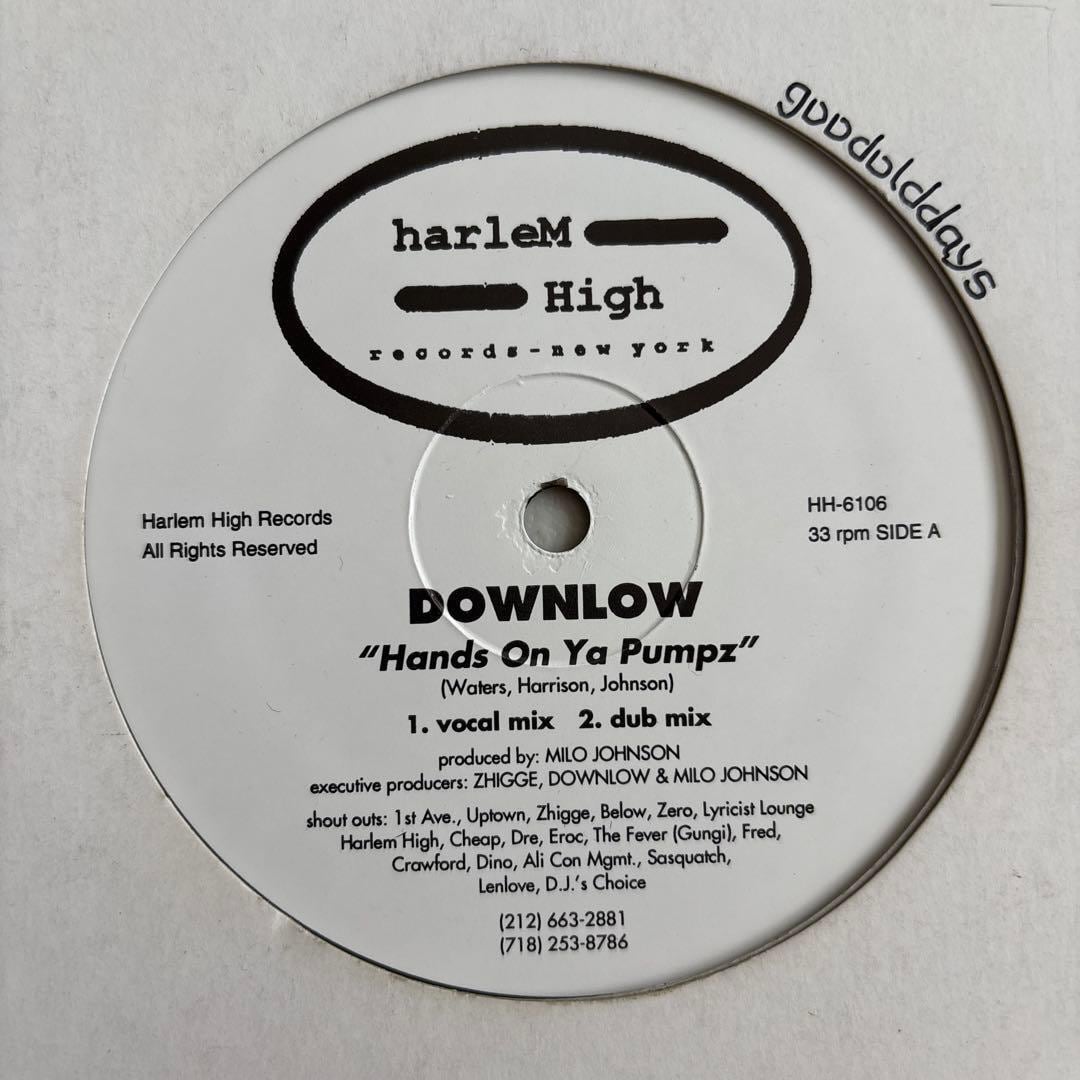 goodolddays
harleM
High
records-new york
Harlem High Records
All Rights Reserved
HH-6106
33 rpm SIDE A
DOWNLOW
"Hands On Ya Pumpz"
(Waters, Harrison, Johnson)
1. vocal mix 2. dub mix
produced by: MILO JOHNSON
executive producers: ZHIGGE, DOWNLOW & MILO JOHNSON
shout outs: 1st Ave., Uptown, Zhigge, Below, Zero, Lyricist Lounge
Harlem High, Cheap, Dre, Eroc, The Fever (Gungi), Fred,
Crawford, Dino, Ali Con Mgmt., Sasquatch,
Lenlove, D.J.'s Choice
(212) 663-2881
(718) 253-8786